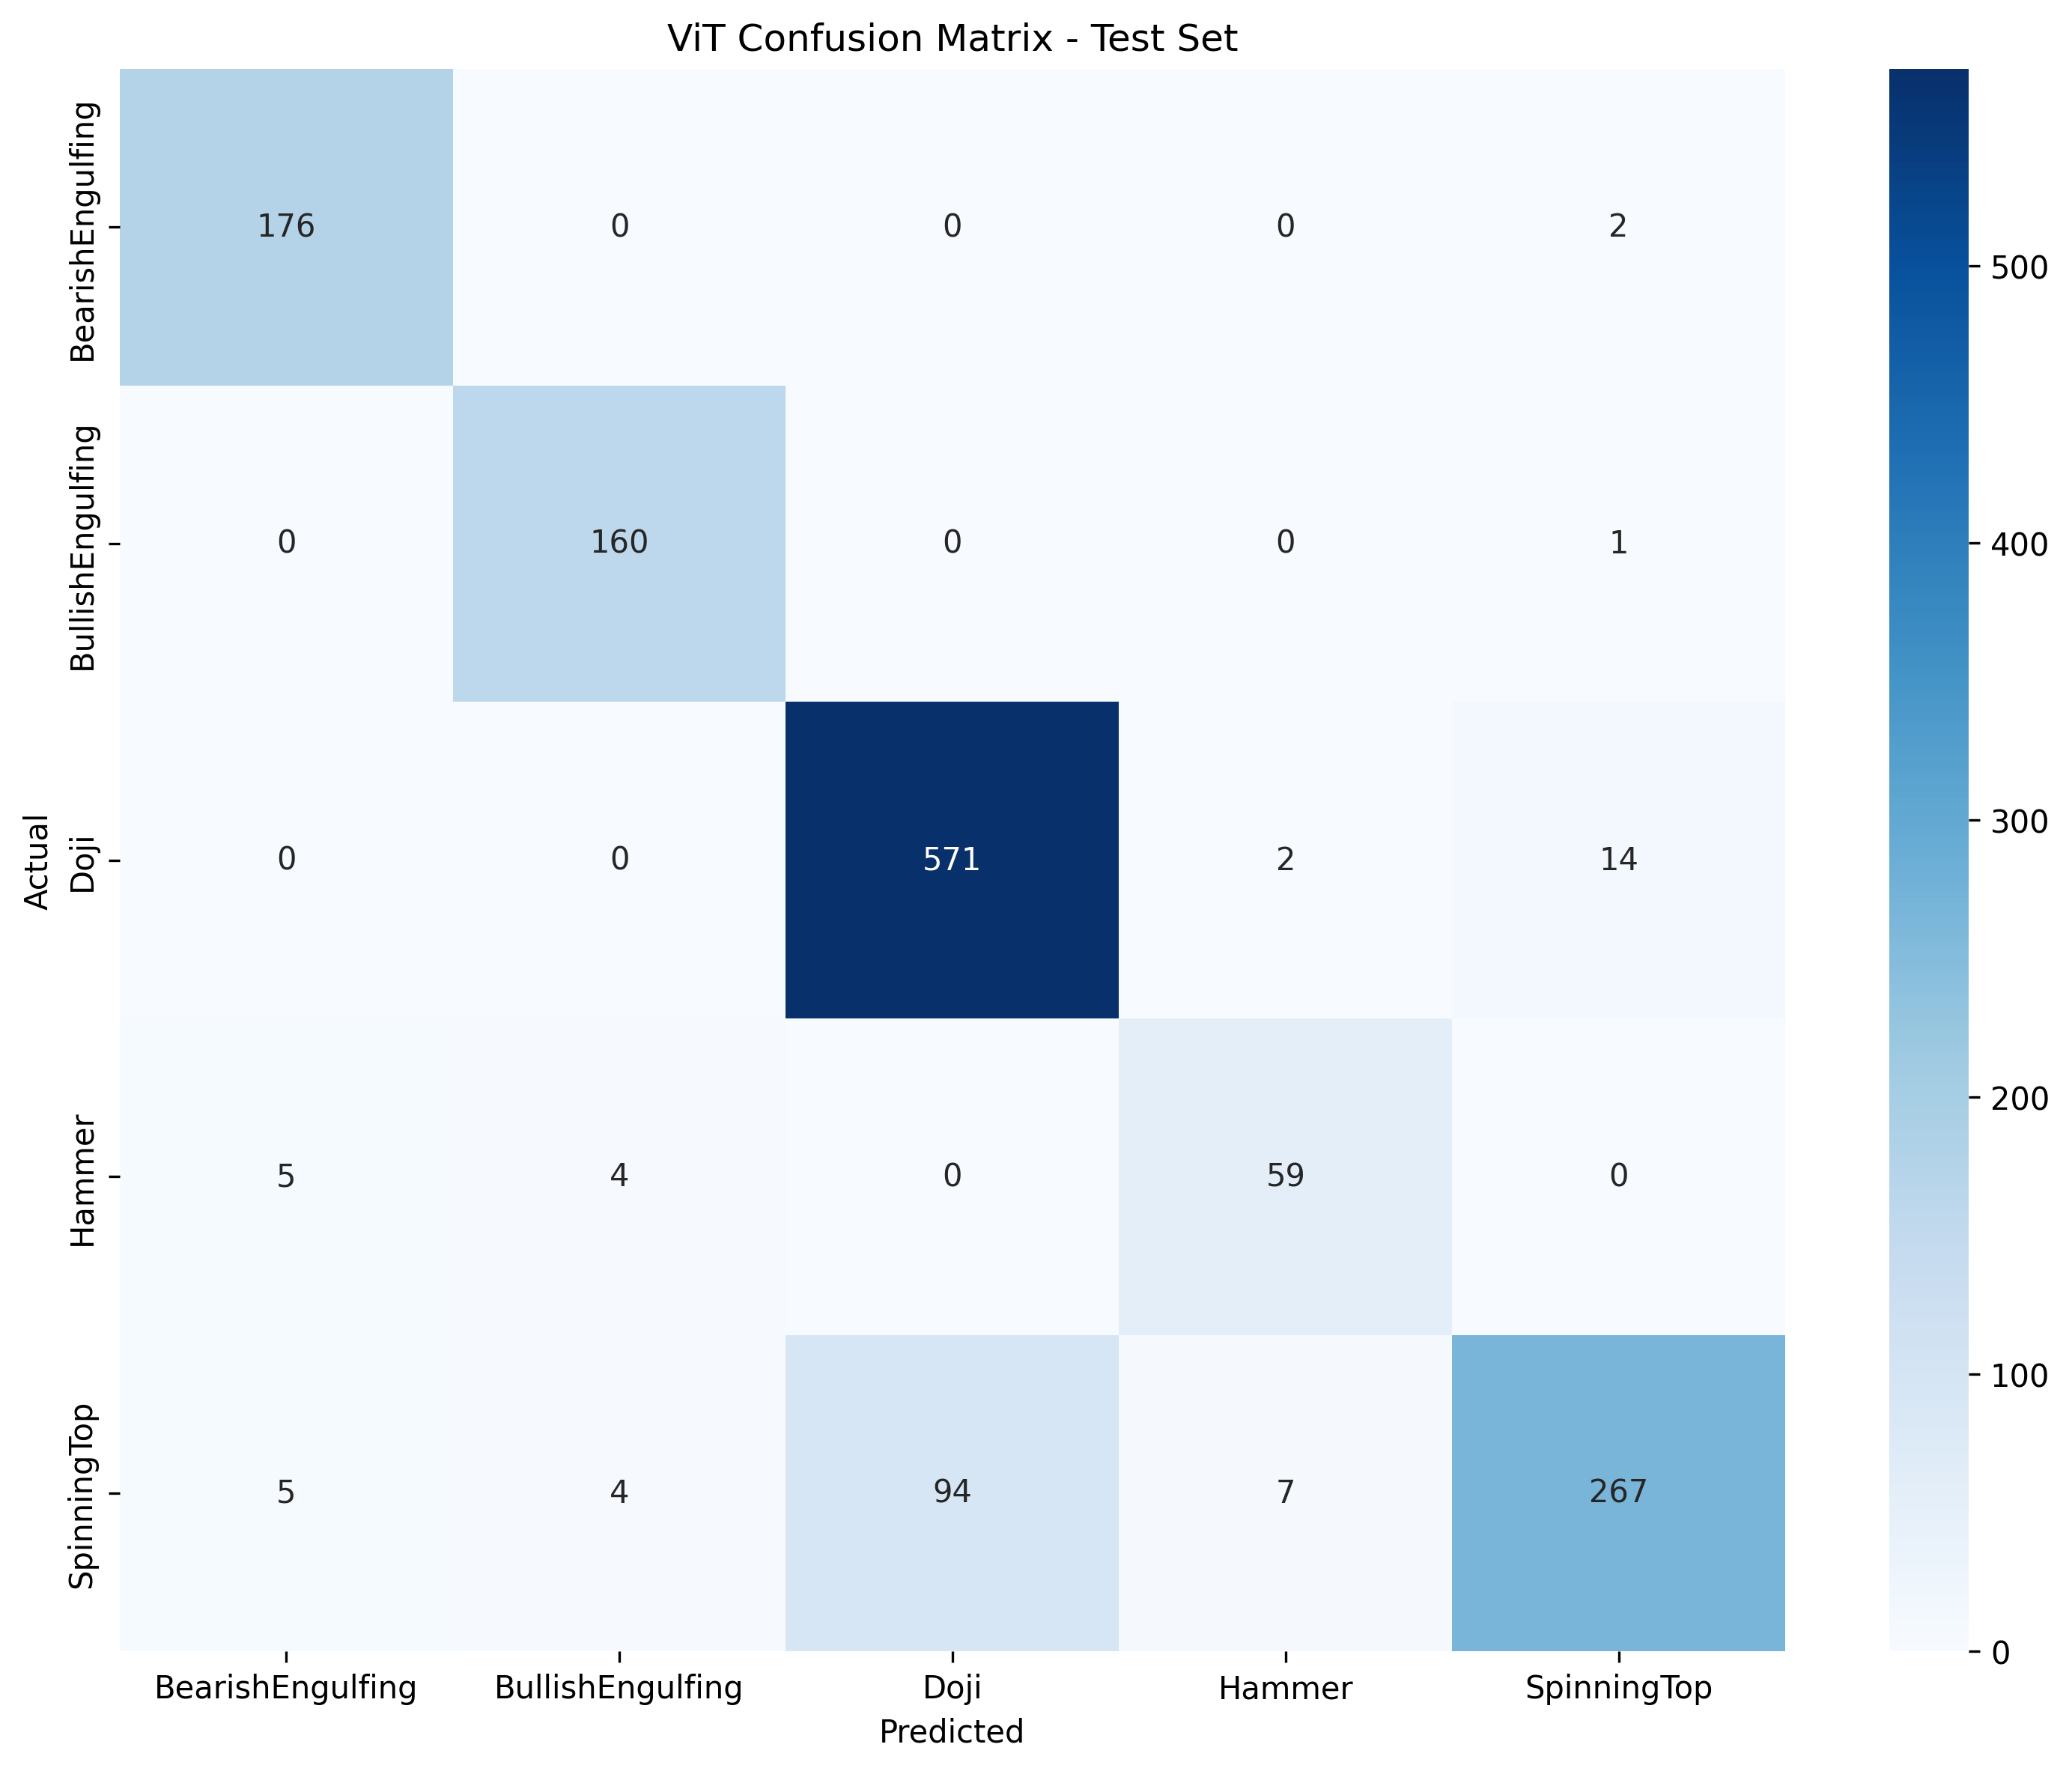 ViT Confusion Matrix - Test Set
Actual
BearishEngulfing
176 0 0 0 2
BullishEngulfing
0 160 0 0 1
Doji
0 0 571 2 14
Hammer
5 4 0 59 0
SpinningTop
5 4 94 7 267
BearishEngulfing BullishEngulfing Doji Hammer SpinningTop
Predicted
500
400
300
200
100
0